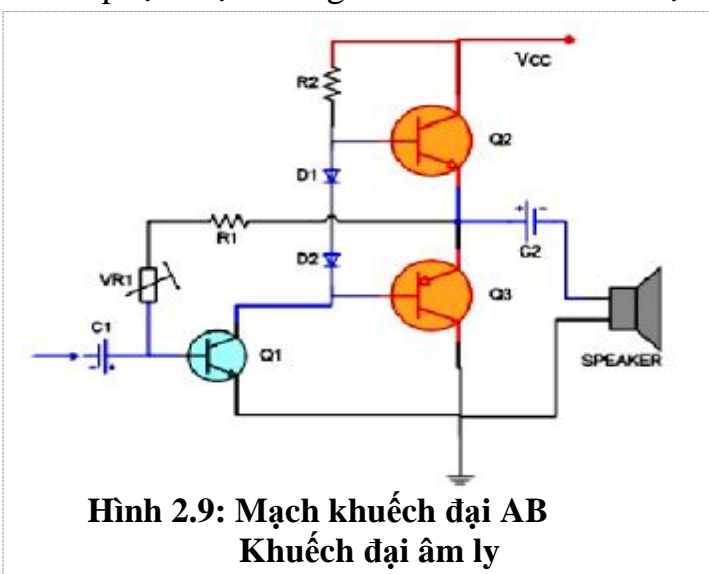 Vcc
R2
Q2
D1
R1
C2
D2
VR1
Q3
C1
Q1
SPEAKER
Hình 2.9: Mạch khuếch đại AB
Khuếch đại âm ly